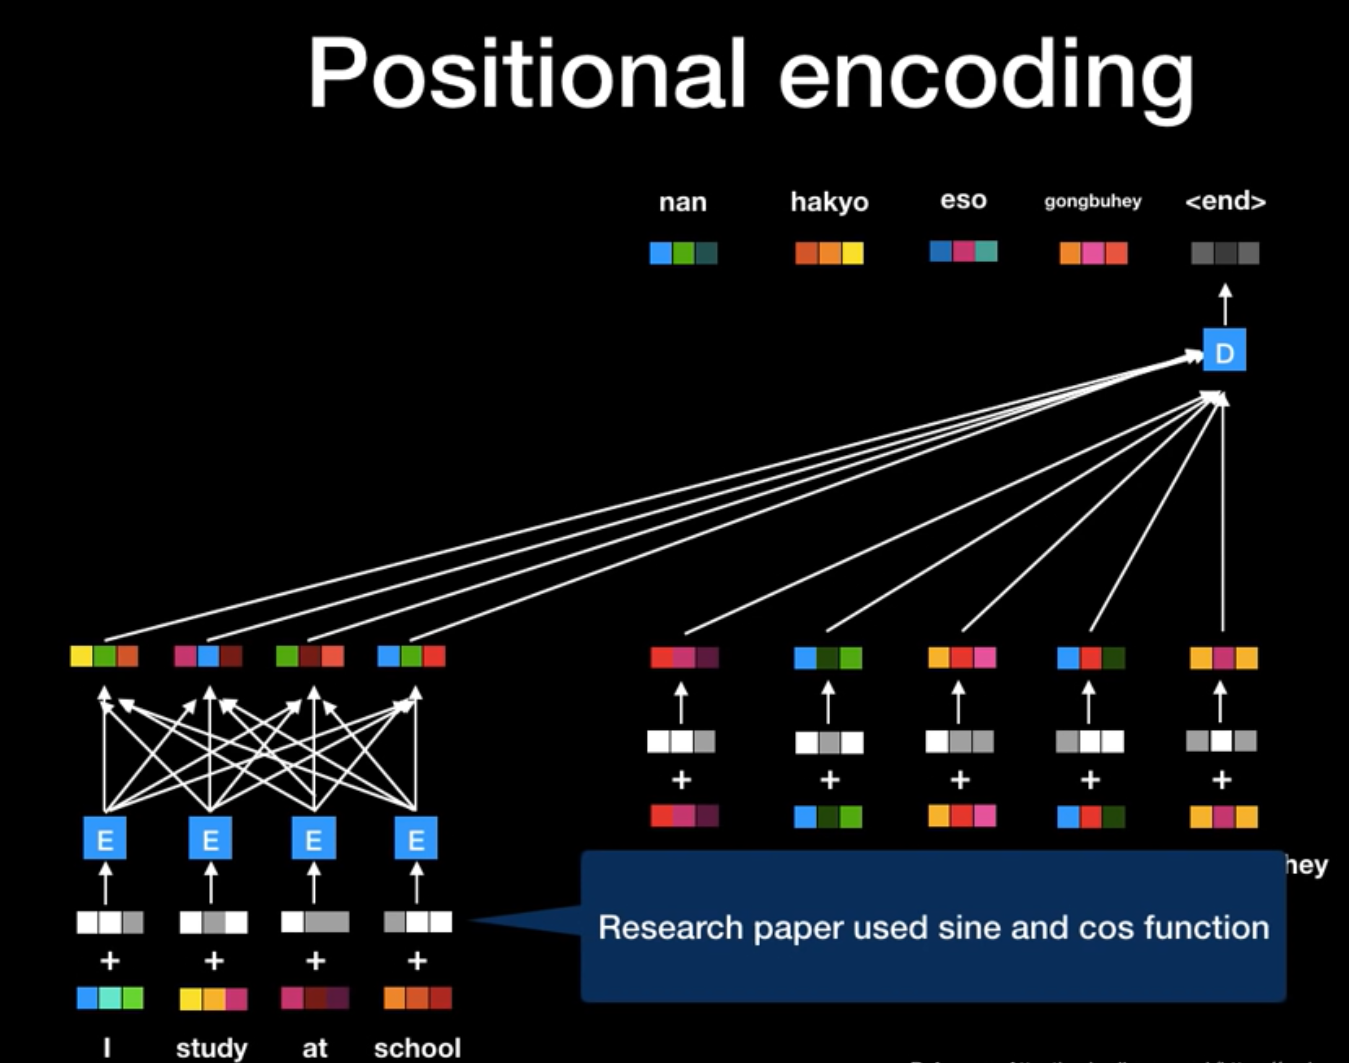 Positional encoding
nan hakyo eso gongbuhey <end>
D
E E E E
+ + + + +
hey
Research paper used sine and cos function
+ + + +
I study at school